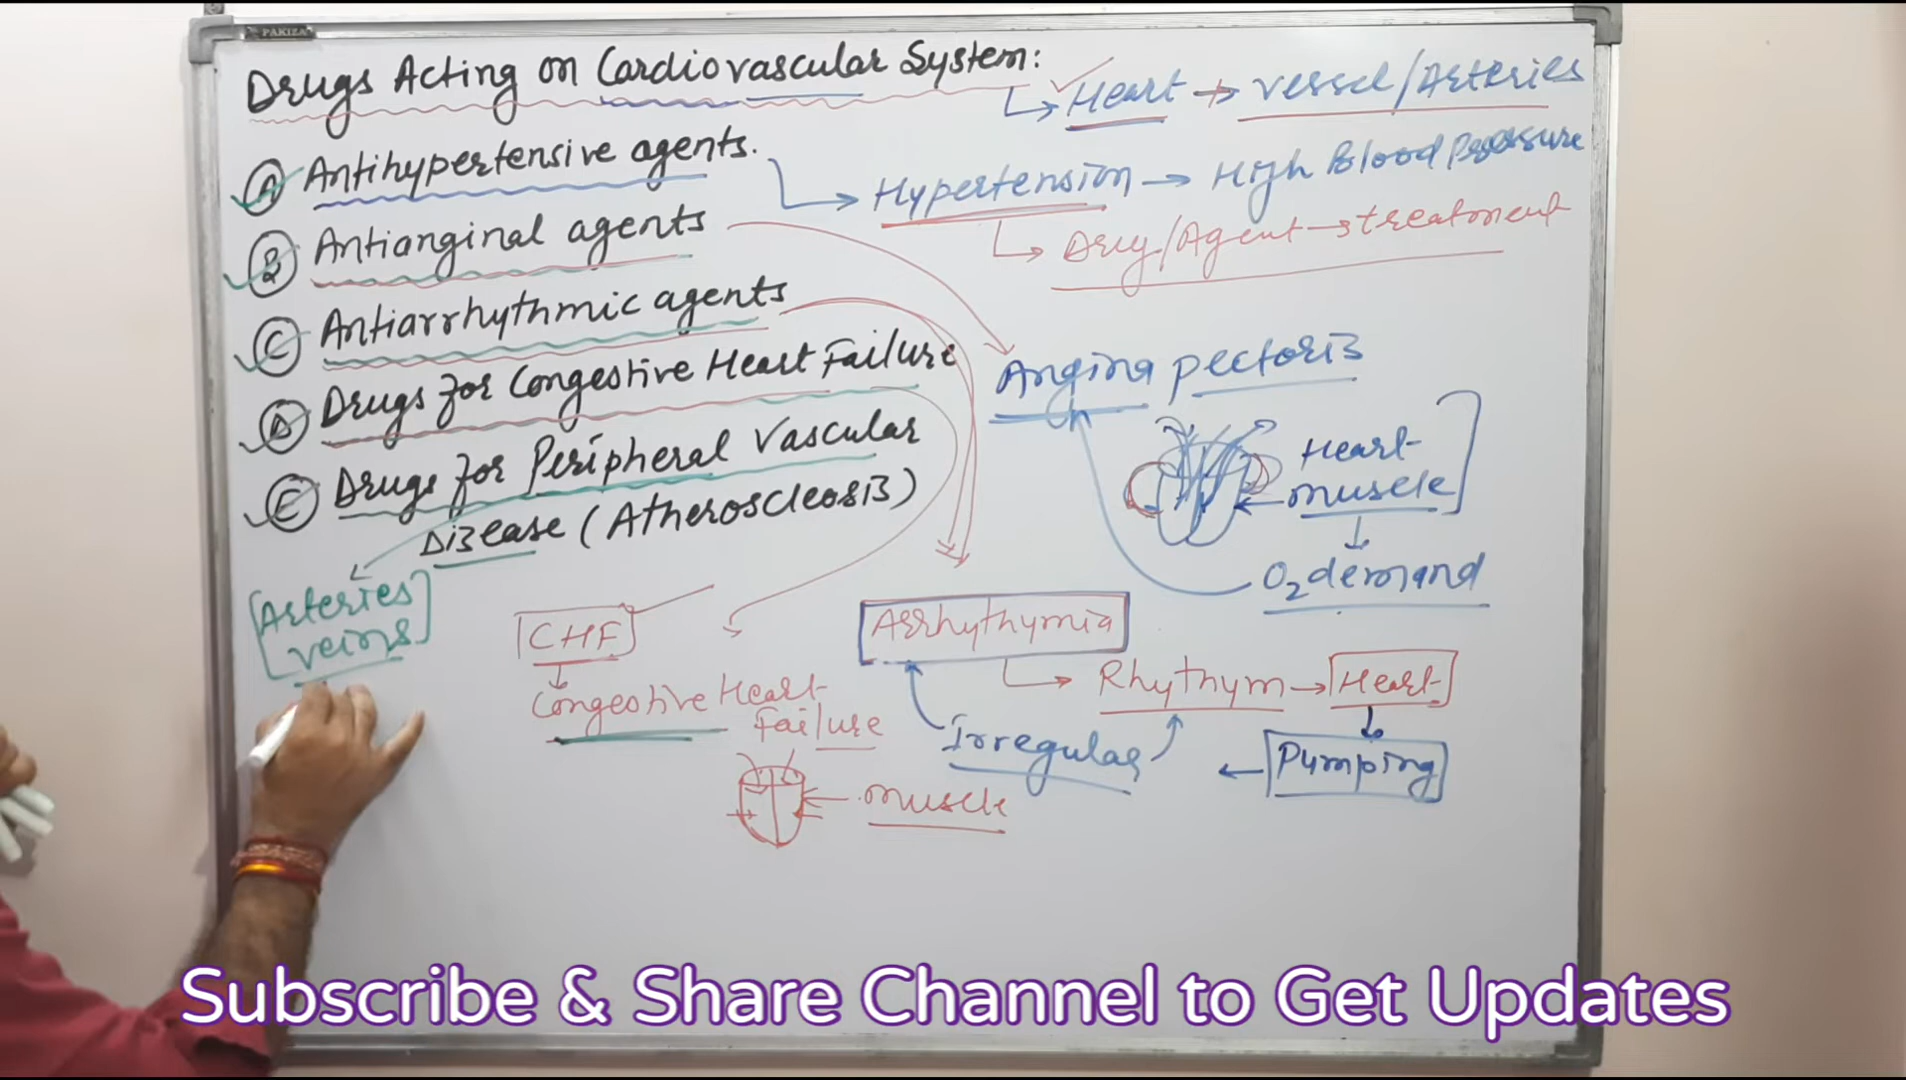 PAKIZA
Drugs Acting on Cardiovascular System:
Heart → vessel/Arteries
A Antihypertensive agents.
Hypertension → High Blood Pressure
Drug/Agent → treatment
B Antianginal agents
C Antiarrhythmic agents
Angina pectoris
D Drugs for Congestive Heart Failure
E Drugs for Peripheral Vascular
Disease (Atheroscleosis)
Heart
muscle
O2 demand
Arteries
veins
CHF
Congestive Heart
Failure
muscle
Arrhythymia
Rhythym → Heart
Irregular
Pumping
Subscribe & Share Channel to Get Updates